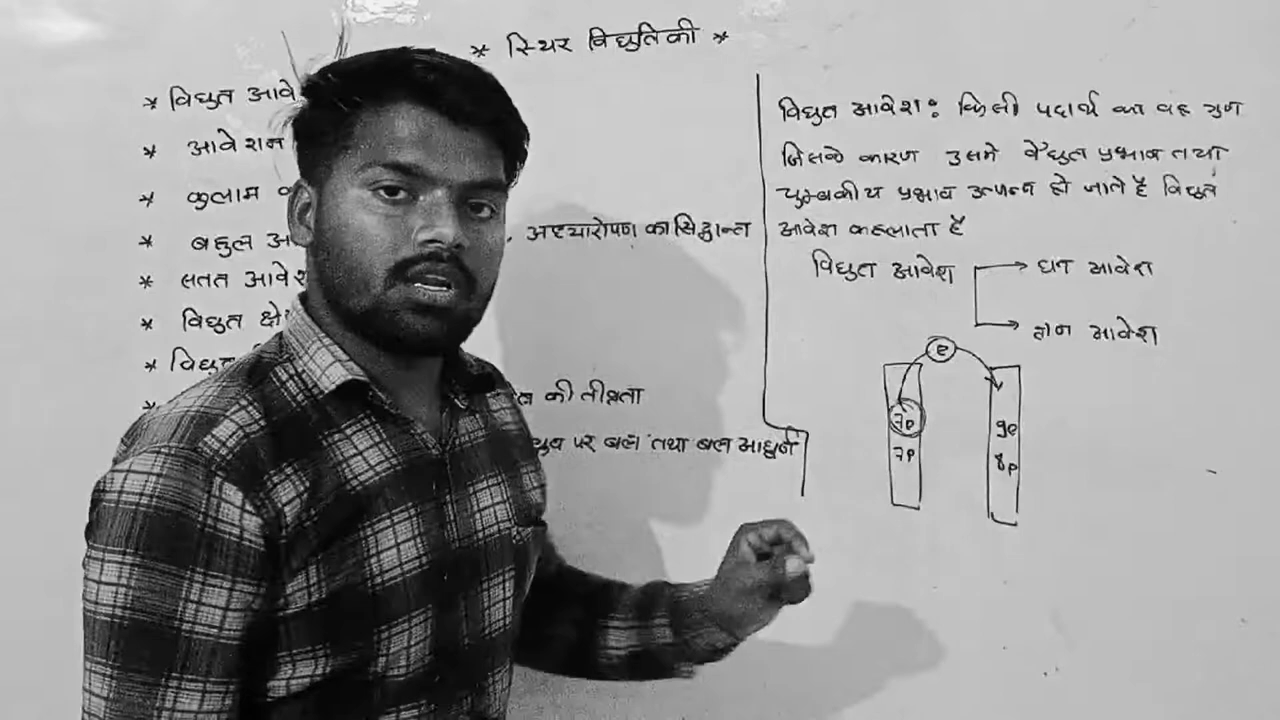 * स्थिर विद्युतिकी *
* विद्युत आवे
* आवेशन
* कुलाम
* बहुल आ
अध्यारोपण का सिद्धान्त
* सतत आवेश
* विद्युत क्षे
* विद्युत
*
की तीव्रता
ध्रुव पर बल तथा बल आघुर्ण
विद्युत आवेश: किसी पदार्थ का वह गुण
जिसके कारण उसमे वैद्युत प्रभाव तथा
चुम्बकीय प्रभाव उत्पन्न हो जाते है विद्युत
आवेश कहलाता है
विद्युत आवेश → धन आवेश
→ ऋण आवेश
e
7p 9e
7p 8p